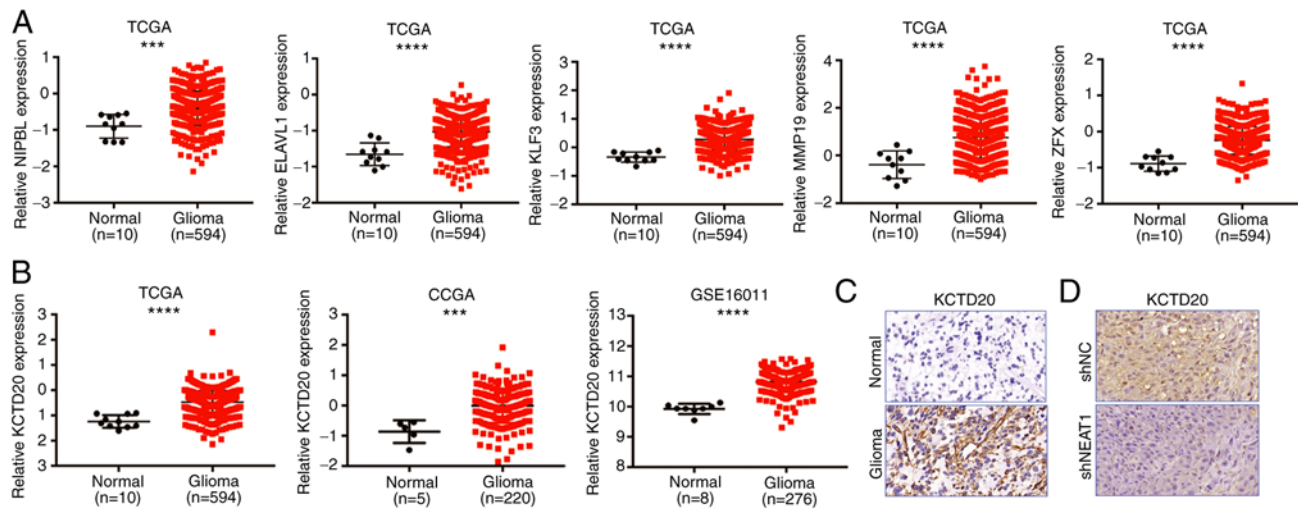 A
TCGA
***
Relative NIPBL expression
1
0
−1
−2
−3
Normal
(n=10)
Glioma
(n=594)
TCGA
****
Relative ELAVL1 expression
1
0
−1
−1
−2
Normal
(n=10)
Glioma
(n=594)
TCGA
****
Relative KLF3 expression
3
2
1
0
−1
−2
Normal
(n=10)
Glioma
(n=594)
TCGA
****
Relative MMP19 expression
4
2
0
−2
Normal
(n=10)
Glioma
(n=594)
TCGA
****
Relative ZFX expression
2
1
0
−1
−2
Normal
(n=10)
Glioma
(n=594)
B
TCGA
****
Relative KCTD20 expression
3
2
1
0
1
2
3
Normal
(n=10)
Glioma
(n=594)
CCGA
***
Relative KCTD20 expression
3
2
1
0
−1
−2
Normal
(n=5)
Glioma
(n=220)
GSE16011
****
Relative KCTD20 expression
13
12
11
10
9
8
Normal
(n=8)
Glioma
(n=276)
C
KCTD20
Normal
Glioma
D
KCTD20
shNC
shNEAT1